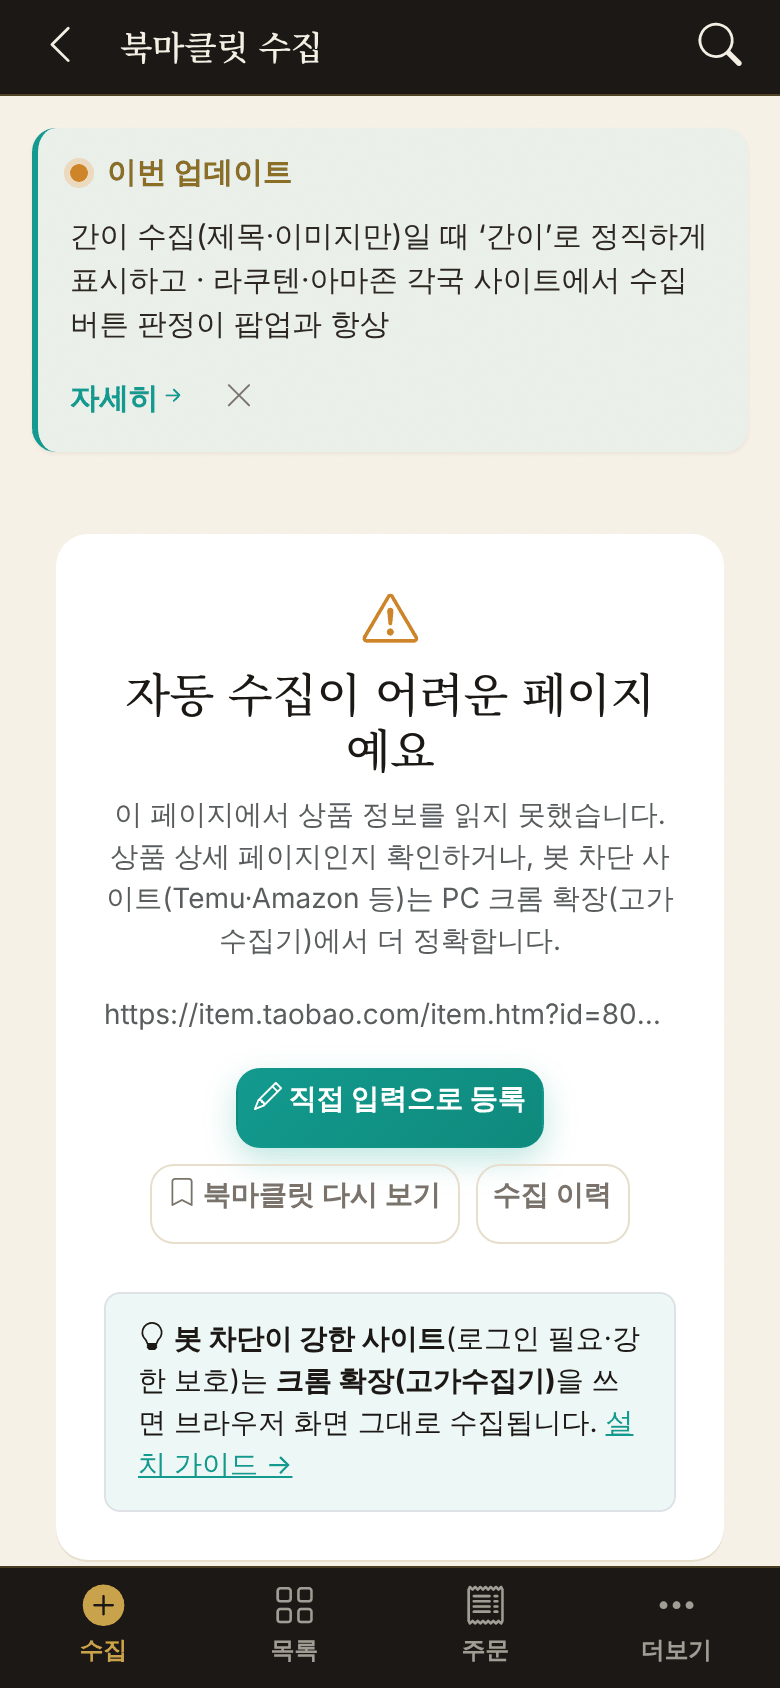 북마클릿 수집
이번 업데이트
간이 수집(제목·이미지만)일 때 ‘간이’로 정직하게
표시하고 · 라쿠텐·아마존 각국 사이트에서 수집
버튼 판정이 팝업과 항상
자세히 →
자동 수집이 어려운 페이지
예요
이 페이지에서 상품 정보를 읽지 못했습니다.
상품 상세 페이지인지 확인하거나, 봇 차단 사
이트(Temu·Amazon 등)는 PC 크롬 확장(고가
수집기)에서 더 정확합니다.
https://item.taobao.com/item.htm?id=80...
직접 입력으로 등록
북마클릿 다시 보기
수집 이력
봇 차단이 강한 사이트(로그인 필요·강
한 보호)는 크롬 확장(고가수집기)을 쓰
면 브라우저 화면 그대로 수집됩니다. 설
치 가이드 →
수집
목록
주문
더보기